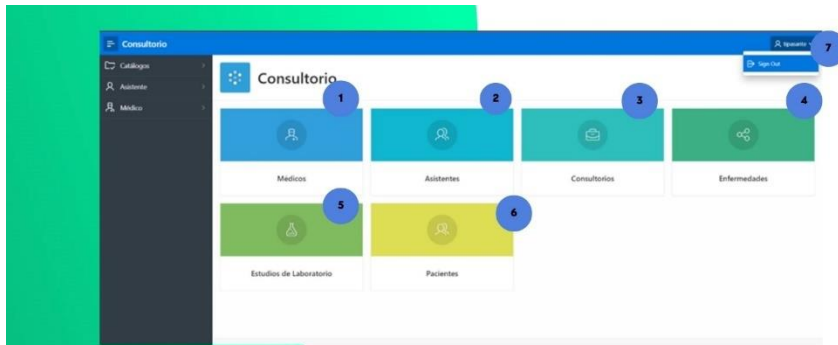 Consultorio
7
Sign Out
Catálogos
Asistente
Médico
Consultorio
1
2
3
4
Médicos
Asistentes
Consultorios
Enfermedades
5
6
Estudios de Laboratorio
Pacientes